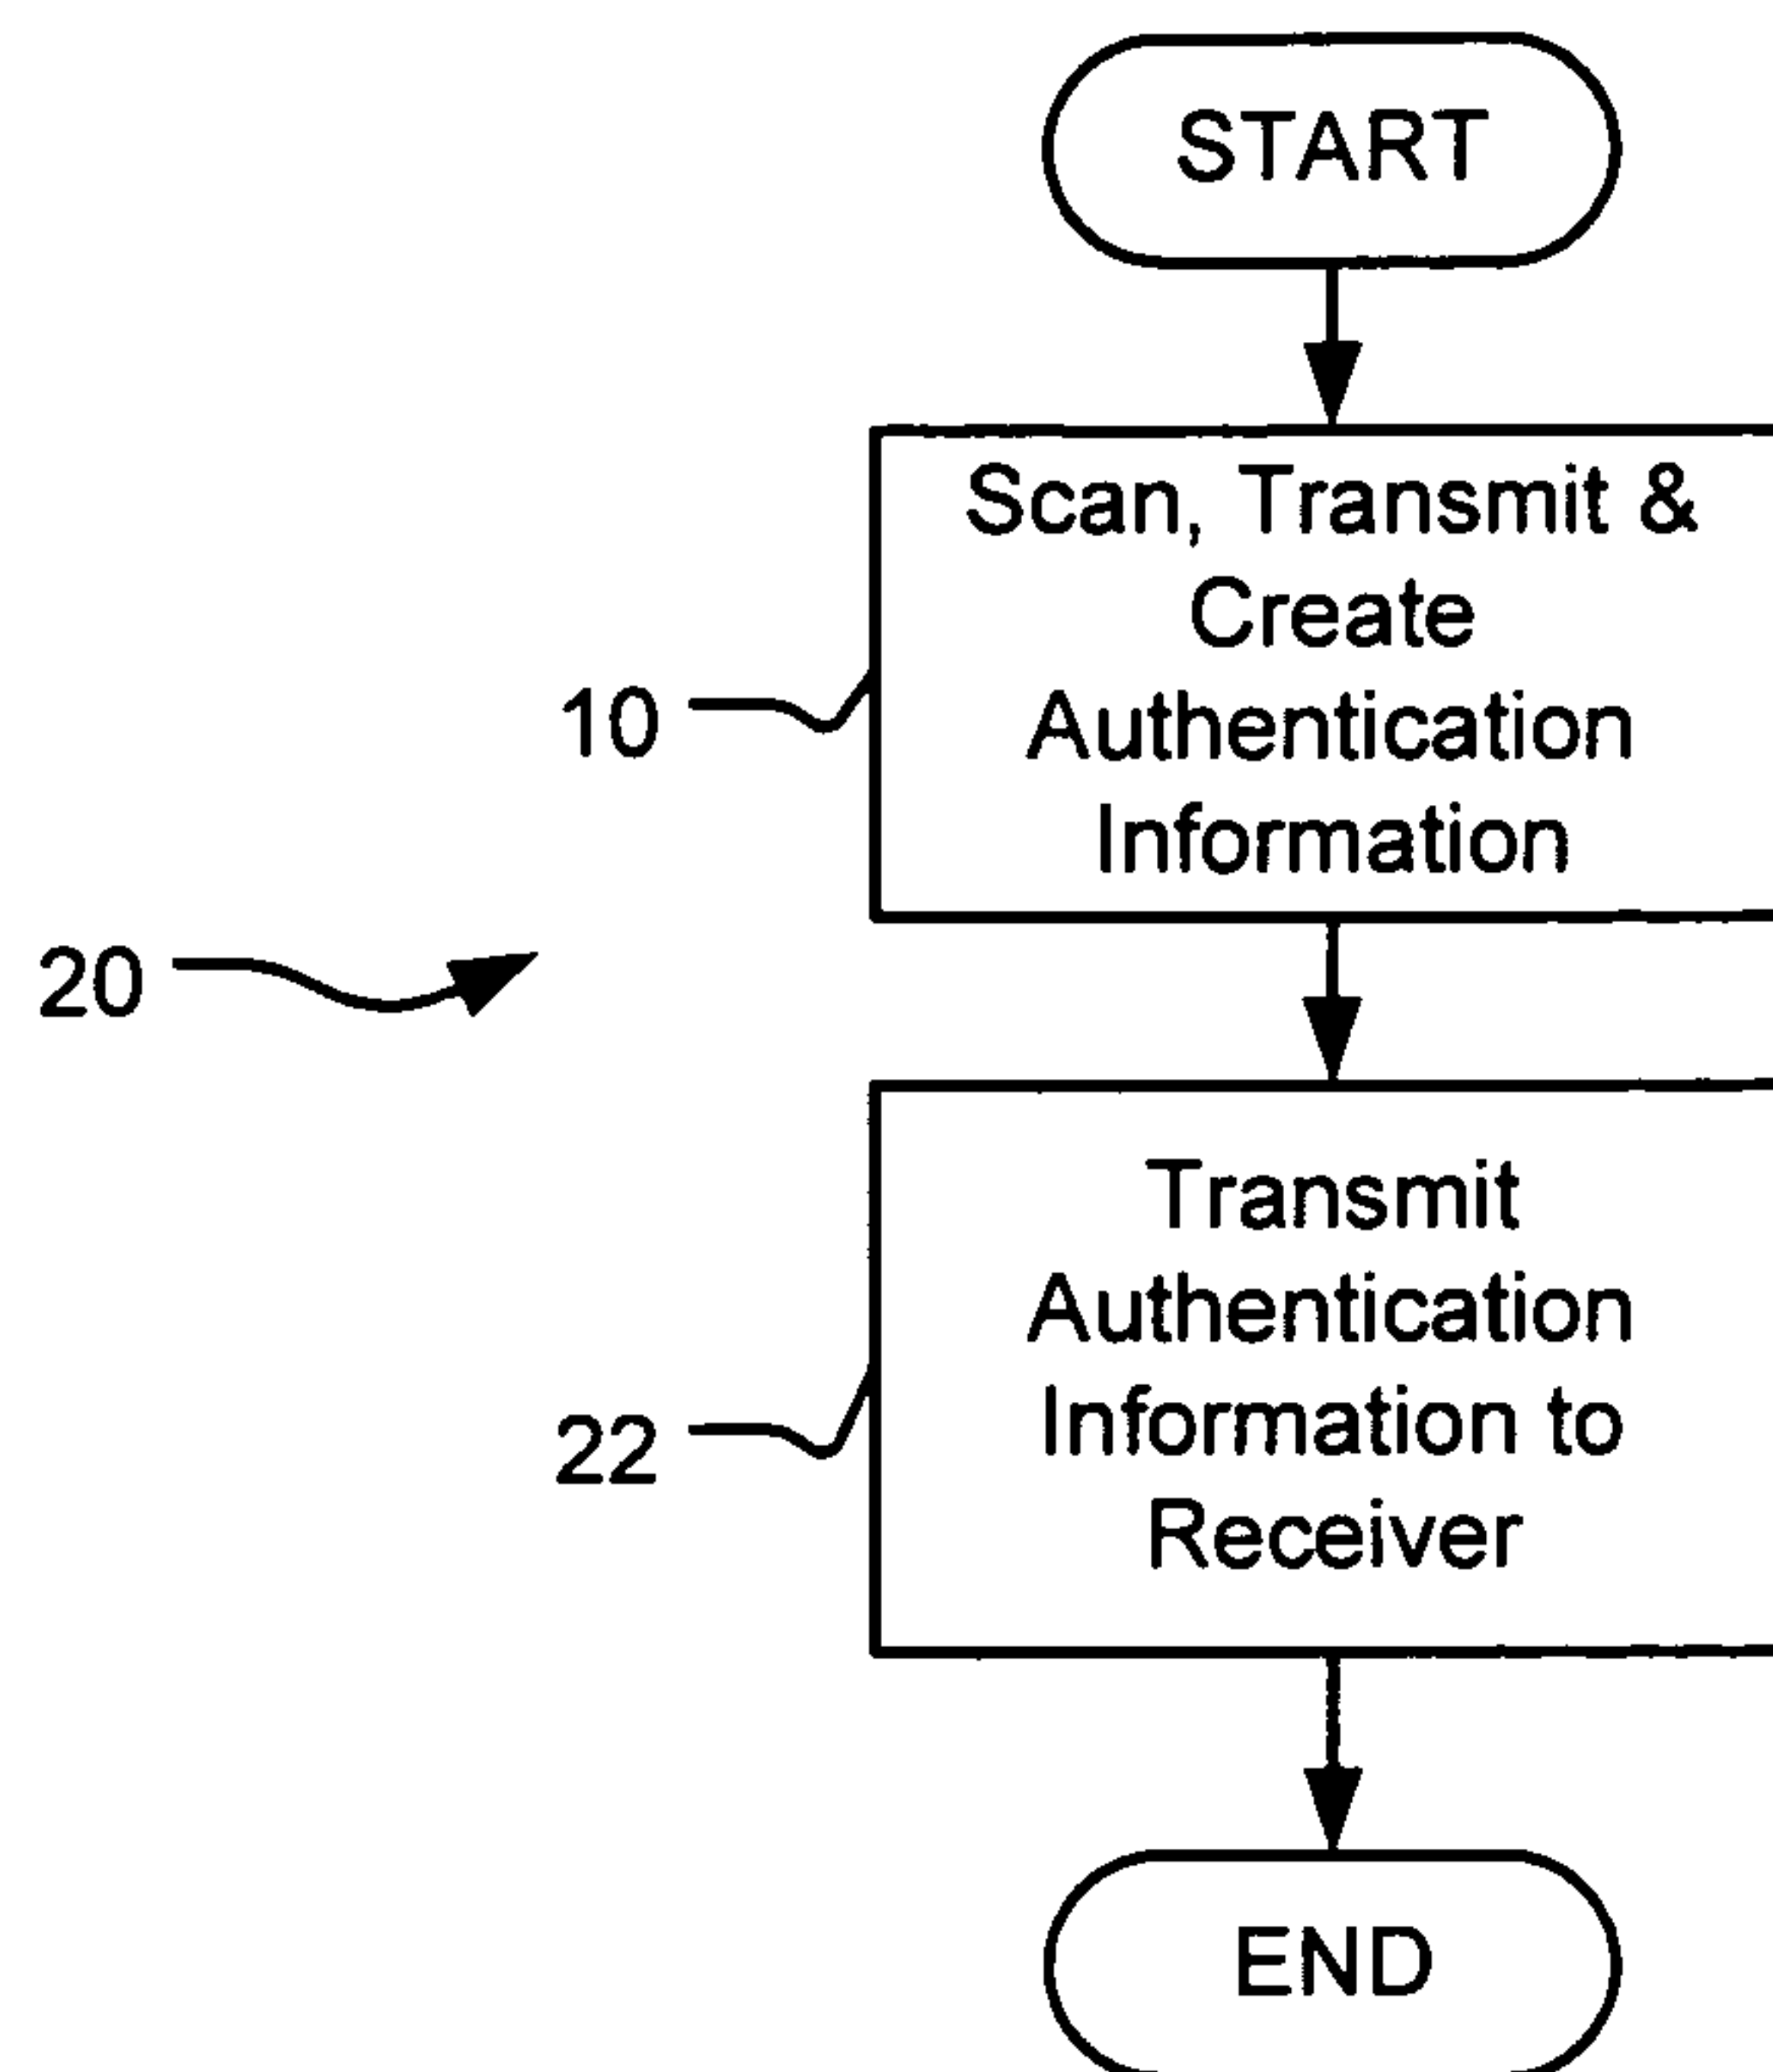 START
Scan, Transmit &
Create
Authentication
Information
10
20
Transmit
Authentication
Information to
Receiver
22
END